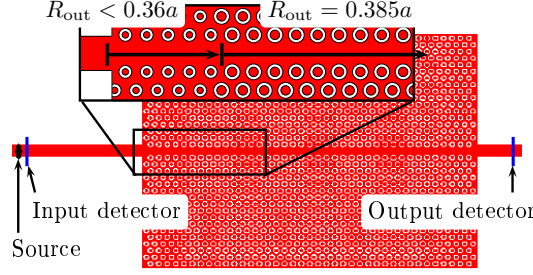 R_out < 0.36a
R_out = 0.385a
Input detector
Output detector
Source